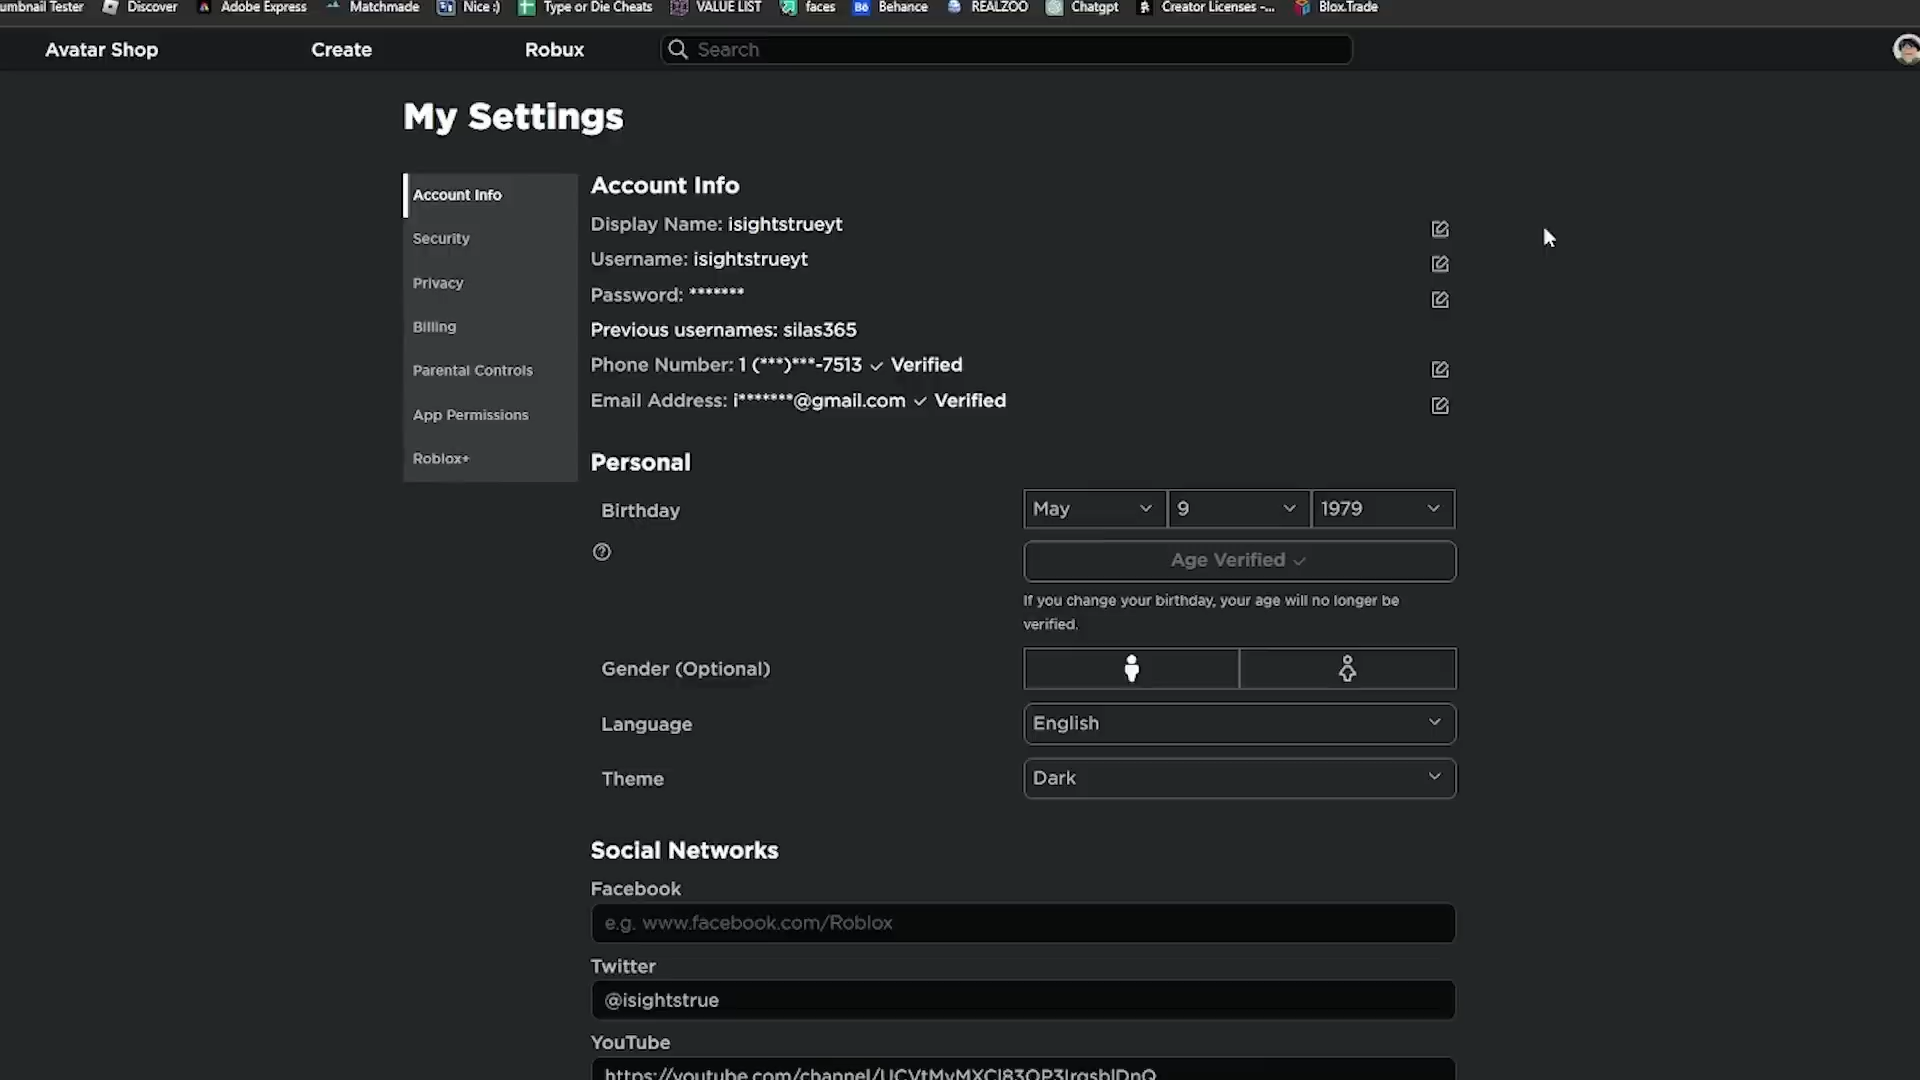 umbnail Tester Discover Adobe Express Matchmade Nice :) Type or Die Cheats VALUE LIST faces Bē Behance REALZOO Chatgpt Creator Licenses -... Blox.Trade
Avatar Shop Create Robux Search
My Settings
Account Info
Security
Privacy
Billing
Parental Controls
App Permissions
Roblox+
Account Info
Display Name: isightstrueyt
Username: isightstrueyt
Password: *******
Previous usernames: silas365
Phone Number: 1 (***)***-7513 ✓ Verified
Email Address: i*******@gmail.com ✓ Verified
Personal
Birthday May 9 1979
Age Verified ✓
If you change your birthday, your age will no longer be
verified.
Gender (Optional)
Language English
Theme Dark
Social Networks
Facebook
e.g. www.facebook.com/Roblox
Twitter
@isightstrue
YouTube